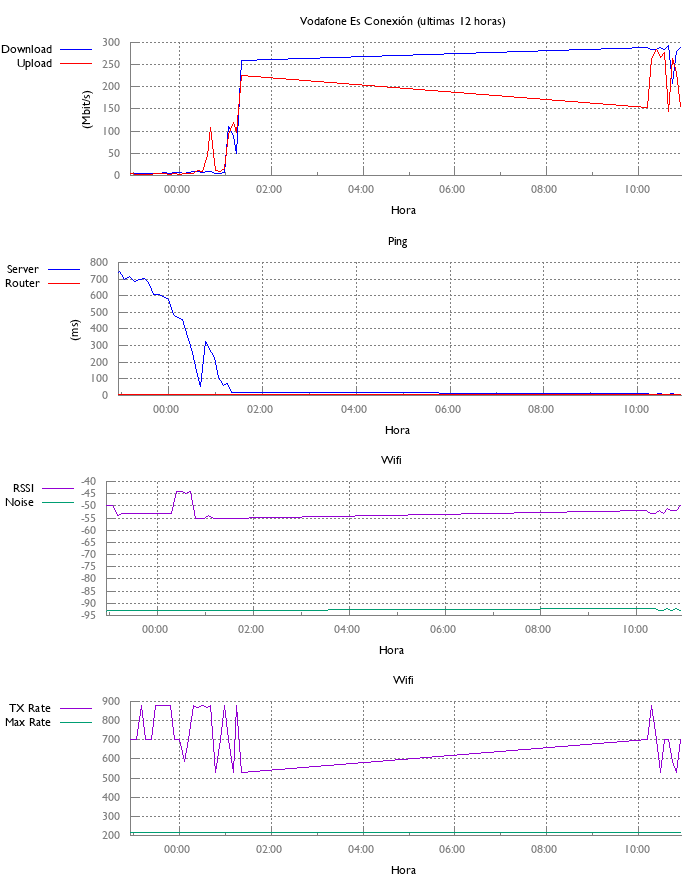 Vodafone Es Conexión (ultimas 12 horas)
Download
Upload
(Mbit/s)
300
250
200
150
100
50
0
00:00 02:00 04:00 06:00 08:00 10:00
Hora
Ping
Server
Router
(ms)
800
700
600
500
400
300
200
100
0
00:00 02:00 04:00 06:00 08:00 10:00
Hora
Wifi
RSSI
Noise
-40
-45
-50
-55
-60
-65
-70
-75
-80
-85
-90
-95
00:00 02:00 04:00 06:00 08:00 10:00
Hora
Wifi
TX Rate
Max Rate
900
800
700
600
500
400
300
200
00:00 02:00 04:00 06:00 08:00 10:00
Hora